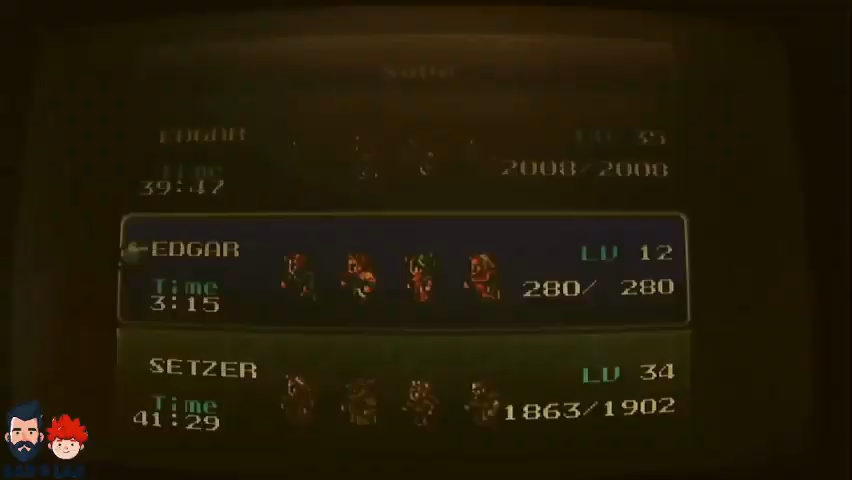 EDGAR LV 35
Time
39:47 2008/2008
EDGAR LV 12
Time
3:15 280/ 280
SETZER LV 34
Time
41:29 1863/1902